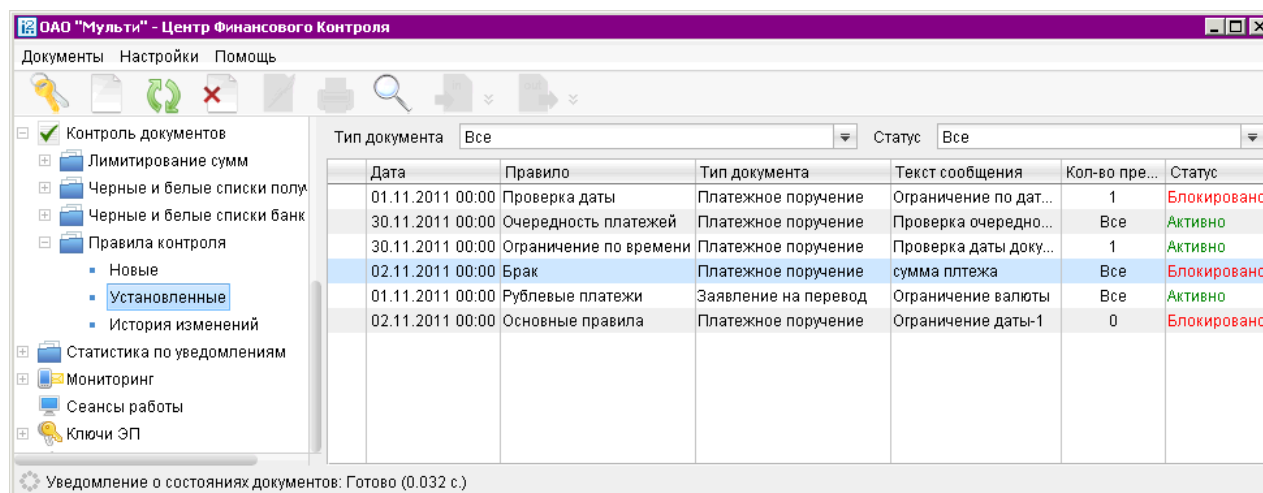 ОАО "Мульти" - Центр Финансового Контроля
Документы Настройки Помощь
Контроль документов
Лимитирование сумм
Черные и белые списки полу
Черные и белые списки банк
Правила контроля
Новые
Установленные
История изменений
Статистика по уведомлениям
Мониторинг
Сеансы работы
Ключи ЭП
Тип документа Все Статус Все
Дата Правило Тип документа Текст сообщения Кол-во пре... Статус
01.11.2011 00:00 Проверка даты Платежное поручение Ограничение по дат... 1 Блокировано
30.11.2011 00:00 Очередность платежей Платежное поручение Проверка очередно... Все Активно
30.11.2011 00:00 Ограничение по времени Платежное поручение Проверка даты доку... 1 Активно
02.11.2011 00:00 Брак Платежное поручение сумма плтежа Все Блокировано
01.11.2011 00:00 Рублевые платежи Заявление на перевод Ограничение валюты Все Активно
02.11.2011 00:00 Основные правила Платежное поручение Ограничение даты-1 0 Блокировано
Уведомление о состояниях документов: Готово (0.032 с.)